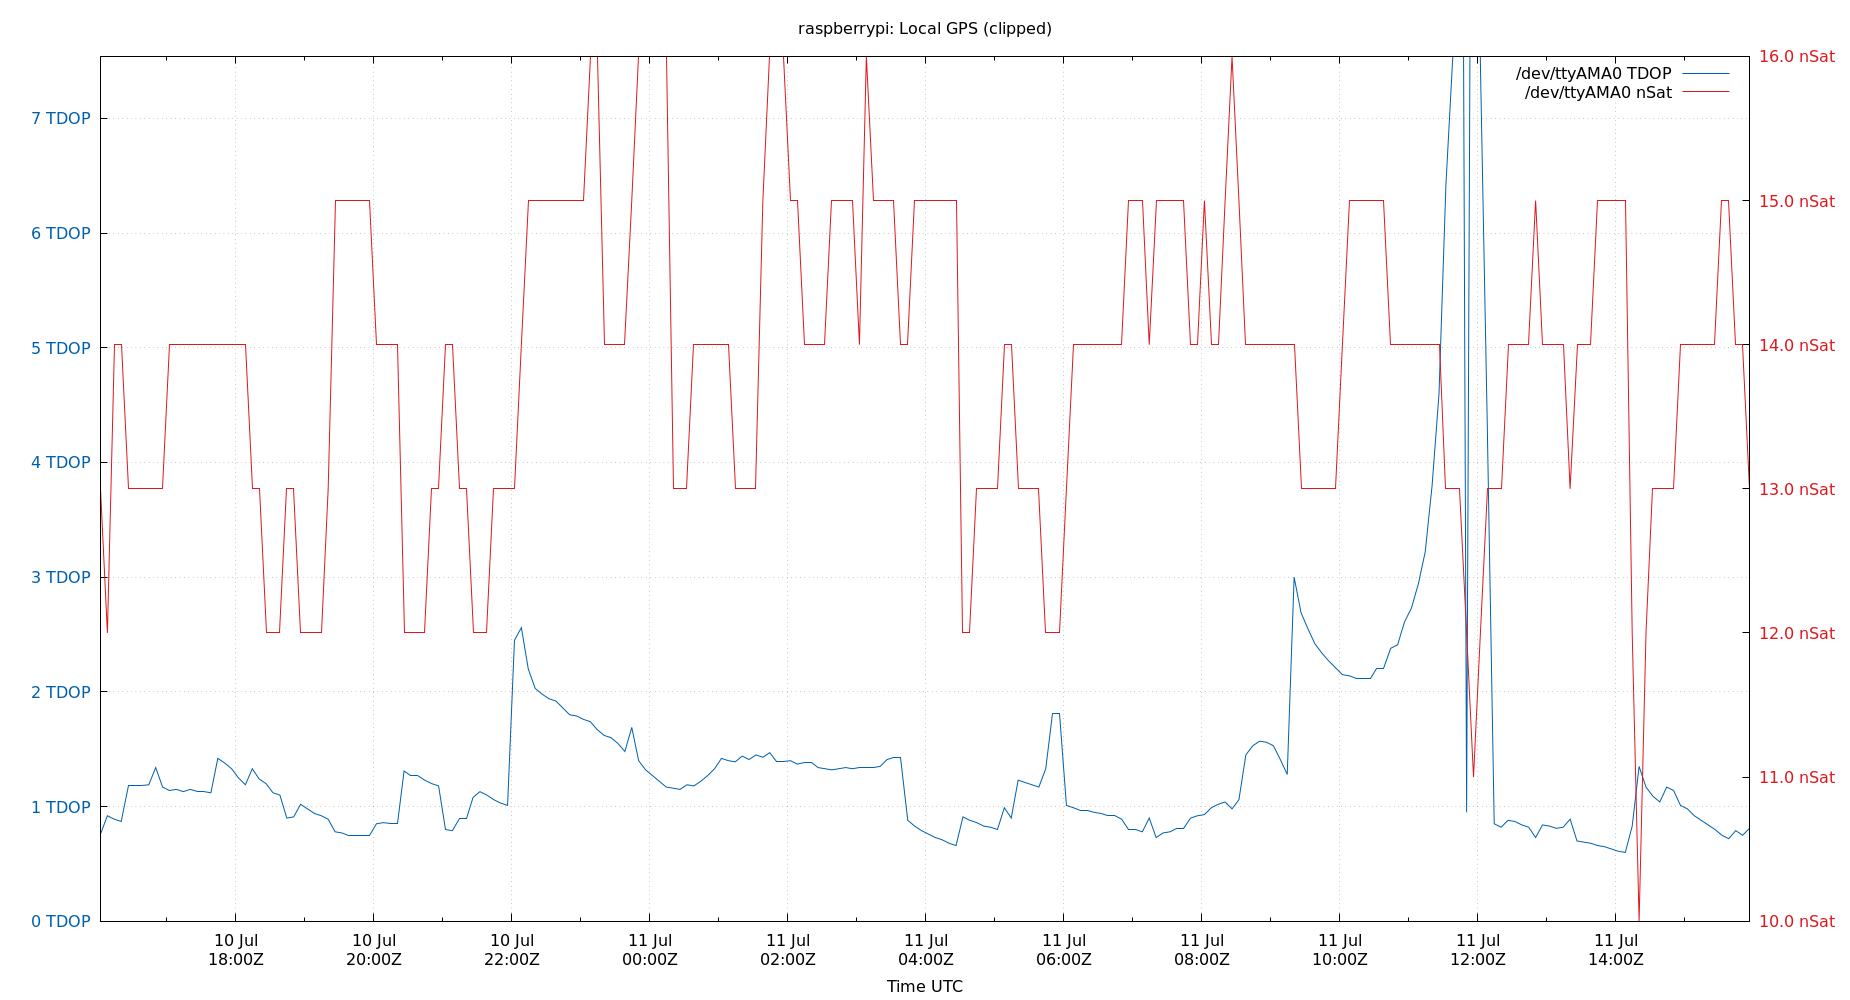 raspberrypi: Local GPS (clipped)
/dev/ttyAMA0 TDOP
/dev/ttyAMA0 nSat
7 TDOP
6 TDOP
5 TDOP
4 TDOP
3 TDOP
2 TDOP
1 TDOP
0 TDOP
16.0 nSat
15.0 nSat
14.0 nSat
13.0 nSat
12.0 nSat
11.0 nSat
10.0 nSat
10 Jul
18:00Z
10 Jul
20:00Z
10 Jul
22:00Z
11 Jul
00:00Z
11 Jul
02:00Z
11 Jul
04:00Z
11 Jul
06:00Z
11 Jul
08:00Z
11 Jul
10:00Z
11 Jul
12:00Z
11 Jul
14:00Z
Time UTC